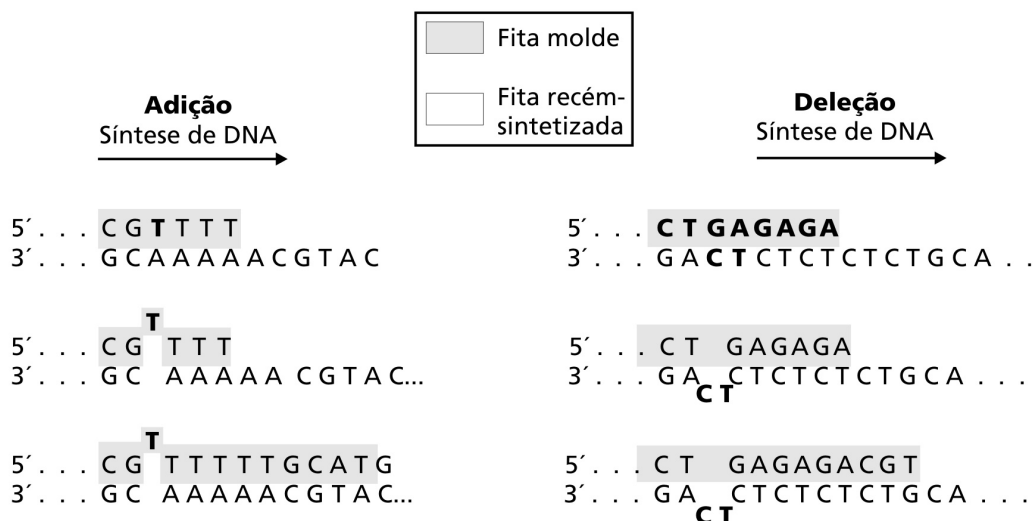 Fita molde
Fita recém-
sintetizada
Adição
Síntese de DNA
5´ . . . C G T T T T
3´ . . . G C A A A A A C G T A C
T
5´ . . . C G T T T
3´ . . . G C A A A A A C G T A C...
T
5´ . . . C G T T T T T G C A T G
3´ . . . G C A A A A A C G T A C...
Deleção
Síntese de DNA
5´ . . . C T G A G A G A
3´ . . . G A C T C T C T C T G C A . .
5´ . . . C T G A G A G A
3´ . . . G A C T C T C T C T G C A . . .
C T
5´ . . . C T G A G A G A C G T
3´ . . . G A C T C T C T C T G C A . . .
C T